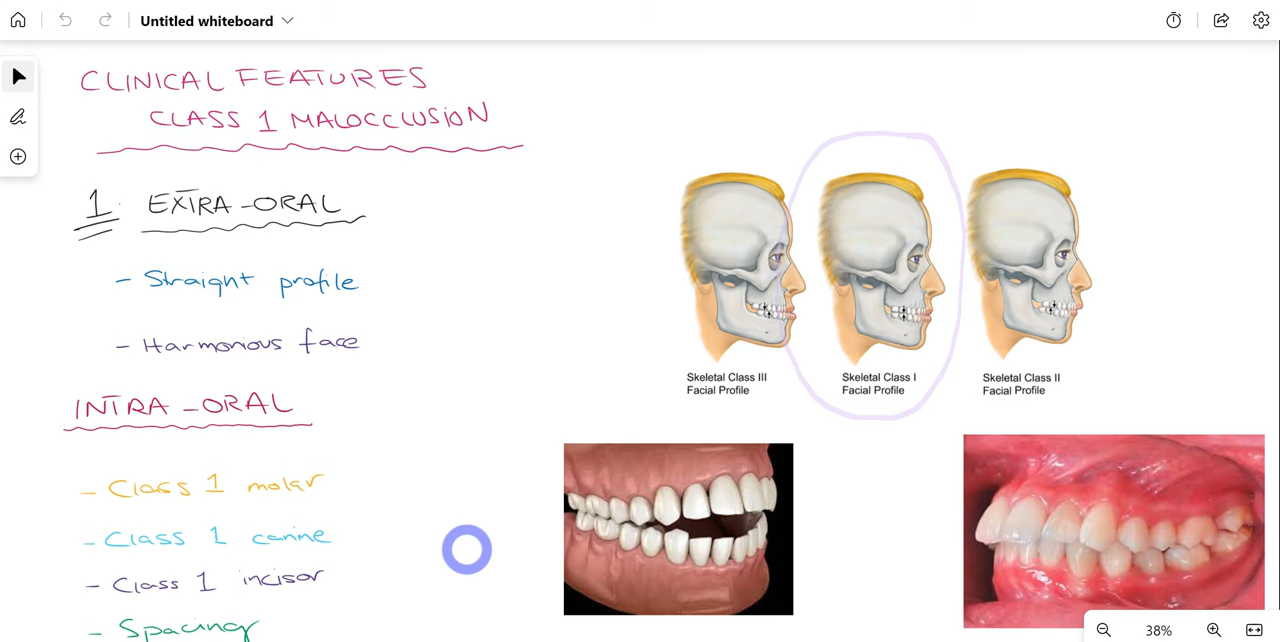 Untitled whiteboard
CLINICAL FEATURES
CLASS 1 MALOCCLUSION
1. EXTRA-ORAL
- Straight profile
- Harmonious face
INTRA-ORAL
- Class 1 molar
- Class 1 canine
- Class 1 incisor
- Spacing
Skeletal Class III
Facial Profile
Skeletal Class I
Facial Profile
Skeletal Class II
Facial Profile
38%